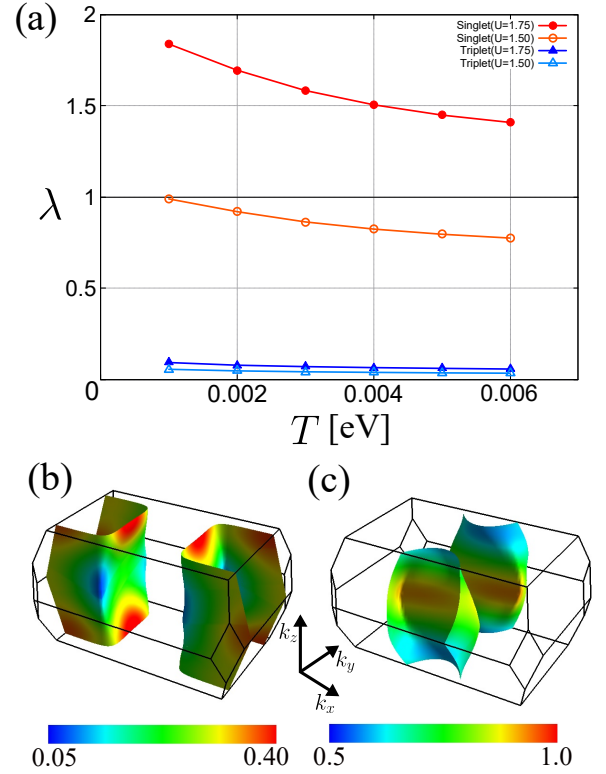 (a)
2
1.5
1
0.5
0
λ
Singlet(U=1.75)
Singlet(U=1.50)
Triplet(U=1.75)
Triplet(U=1.50)
0.002
0.004
0.006
T [eV]
(b)
(c)
k_z
k_y
k_x
0.05
0.40
0.5
1.0